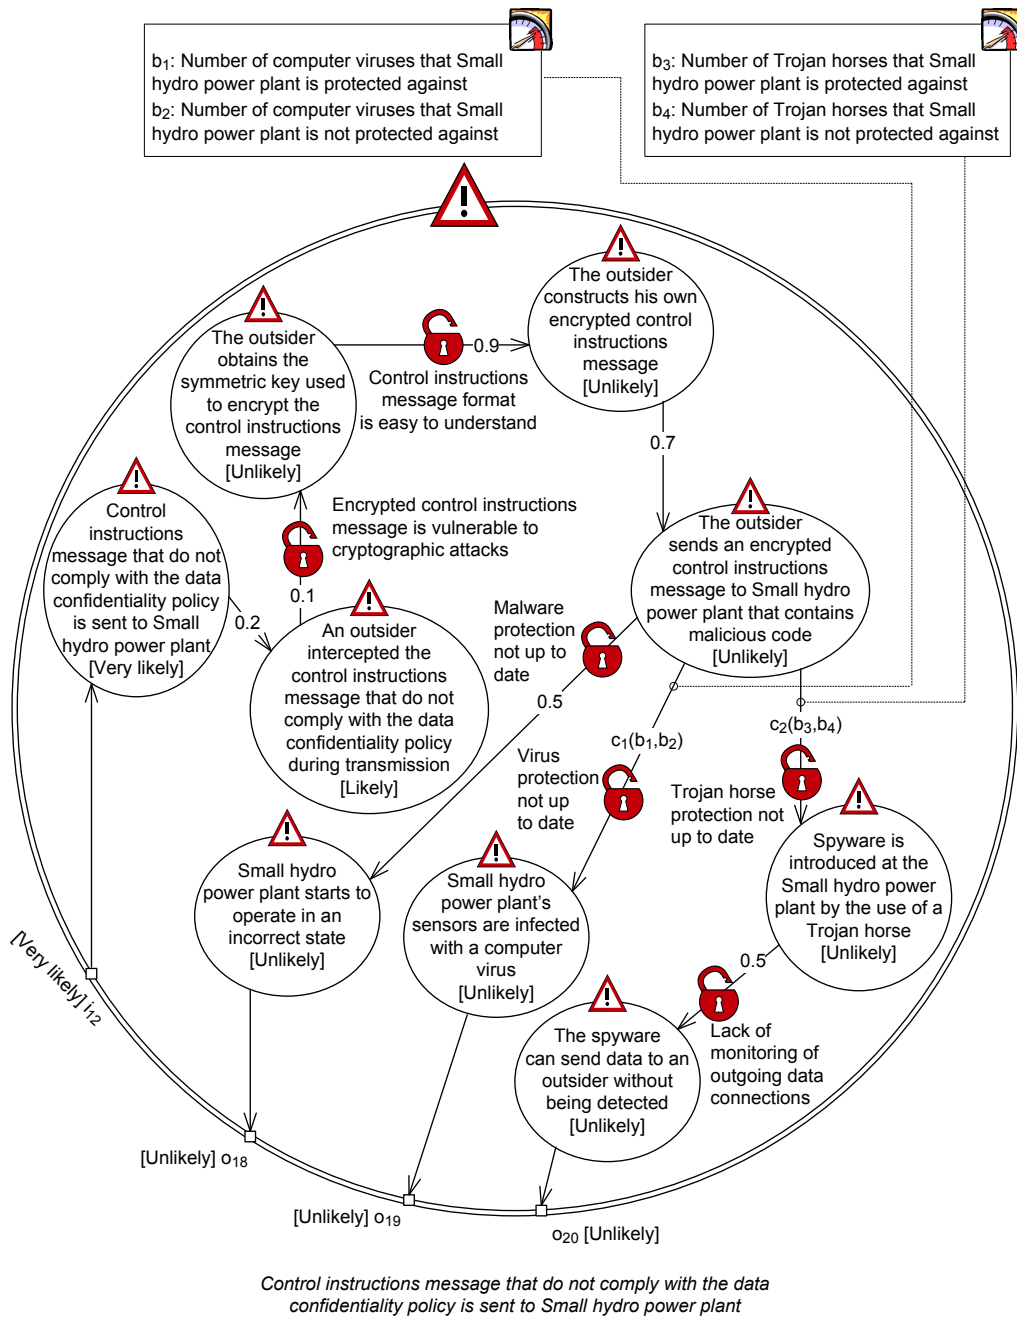 b1: Number of computer viruses that Small
hydro power plant is protected against
b2: Number of computer viruses that Small
hydro power plant is not protected against
b3: Number of Trojan horses that Small
hydro power plant is protected against
b4: Number of Trojan horses that Small
hydro power plant is not protected against
The outsider
constructs his own
encrypted control
instructions
message
[Unlikely]
The outsider
obtains the
symmetric key used
to encrypt the
control instructions
message
[Unlikely]
0.9
Control instructions
message format
is easy to understand
0.7
Control
instructions
message that do not
comply with the data
confidentiality policy
is sent to Small
hydro power plant
[Very likely]
Encrypted control instructions
message is vulnerable to
cryptographic attacks
0.1
0.2
The outsider
sends an encrypted
control instructions
message to Small hydro
power plant that contains
malicious code
[Unlikely]
An outsider
intercepted the
control instructions
message that do not
comply with the data
confidentiality policy
during transmission
[Likely]
Malware
protection
not up to
date
0.5
c1(b1,b2)
c2(b3,b4)
Virus
protection
not up
to date
Trojan horse
protection not
up to date
Small hydro
power plant starts to
operate in an
incorrect state
[Unlikely]
Small hydro
power plant's
sensors are infected
with a computer
virus
[Unlikely]
Spyware is
introduced at the
Small hydro power
plant by the use of a
Trojan horse
[Unlikely]
0.5
Lack of
monitoring of
outgoing data
connections
The spyware
can send data to an
outsider without
being detected
[Unlikely]
[Very likely] i12
[Unlikely] o18
[Unlikely] o19
o20 [Unlikely]
Control instructions message that do not comply with the data
confidentiality policy is sent to Small hydro power plant